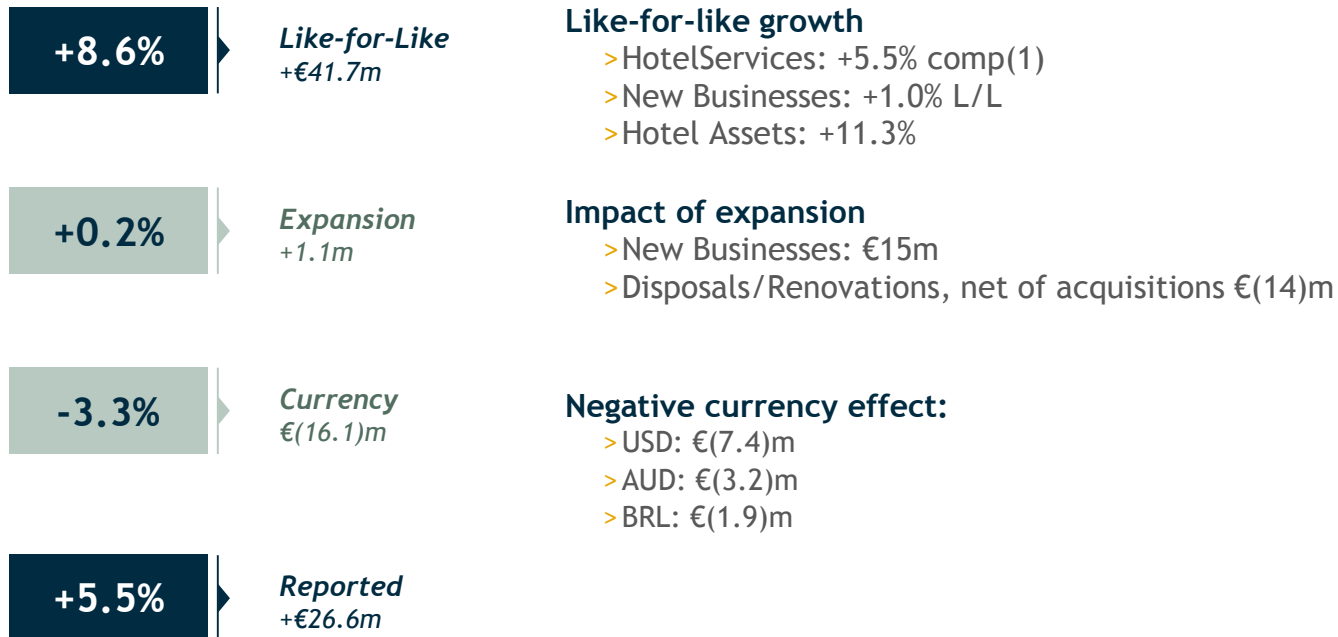 +8.6%
Like-for-Like
+€41.7m
Like-for-like growth
>HotelServices: +5.5% comp(1)
>New Businesses: +1.0% L/L
>Hotel Assets: +11.3%
+0.2%
Expansion
+1.1m
Impact of expansion
>New Businesses: €15m
>Disposals/Renovations, net of acquisitions €(14)m
-3.3%
Currency
€(16.1)m
Negative currency effect:
>USD: €(7.4)m
>AUD: €(3.2)m
>BRL: €(1.9)m
+5.5%
Reported
+€26.6m